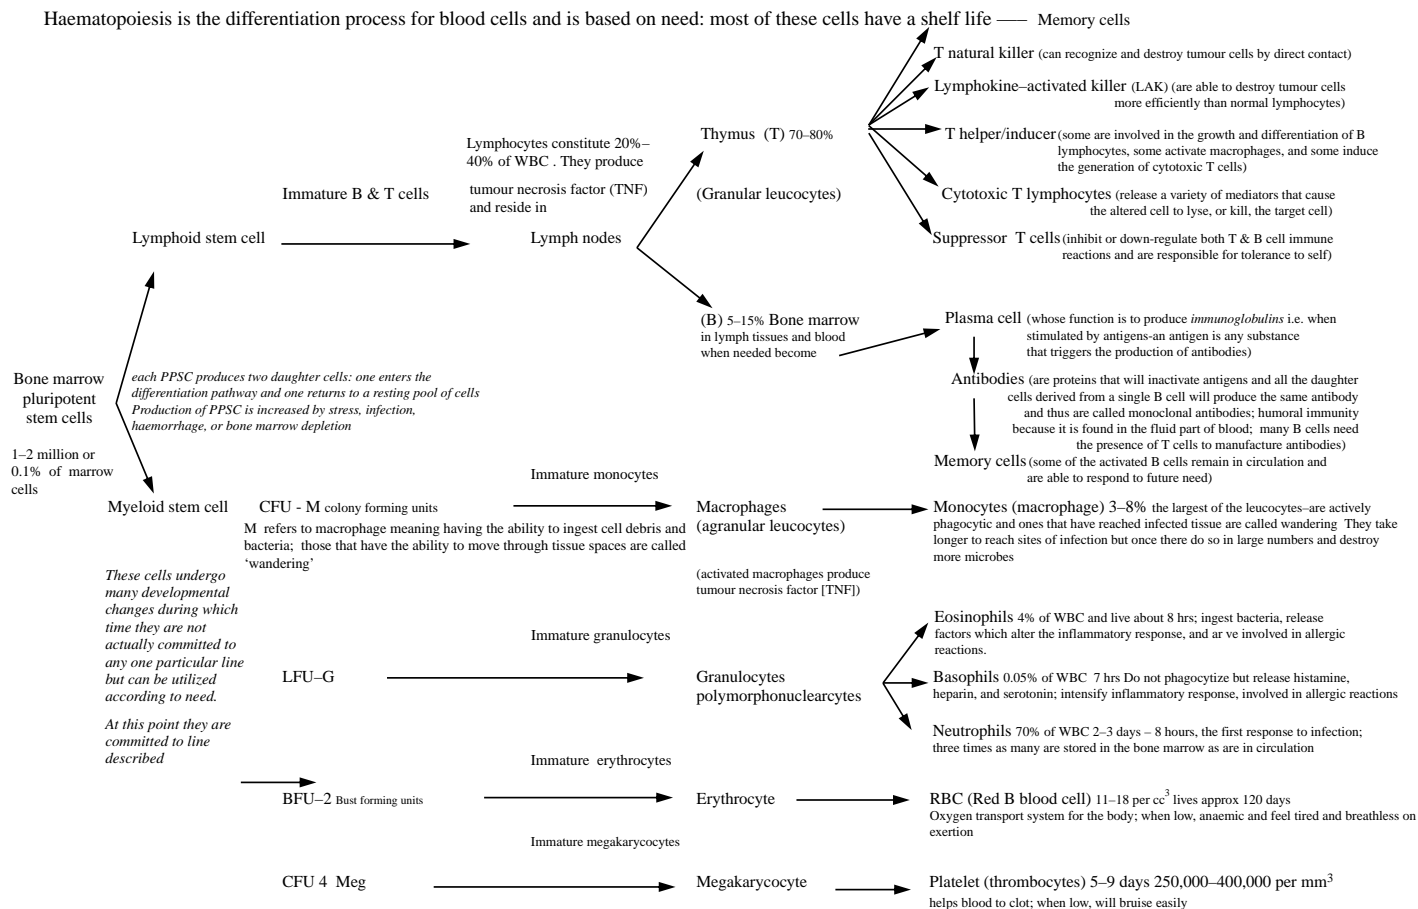 Haematopoiesis is the differentiation process for blood cells and is based on need: most of these cells have a shelf life —– Memory cells
T natural killer (can recognize and destroy tumour cells by direct contact)
Lymphokine–activated killer (LAK) (are able to destroy tumour cells
more efficiently than normal lymphocytes)
Thymus (T) 70–80%
T helper/inducer (some are involved in the growth and differentiation of B
lymphocytes, some activate macrophages, and some induce
the generation of cytotoxic T cells)
Lymphocytes constitute 20%–
40% of WBC . They produce
tumour necrosis factor (TNF)
and reside in
Immature B & T cells
(Granular leucocytes)
Cytotoxic T lymphocytes (release a variety of mediators that cause
the altered cell to lyse, or kill, the target cell)
Lymphoid stem cell
Lymph nodes
Suppressor T cells (inhibit or down-regulate both T & B cell immune
reactions and are responsible for tolerance to self)
(B) 5–15% Bone marrow
in lymph tissues and blood
when needed become
Plasma cell (whose function is to produce immunoglobulins i.e. when
stimulated by antigens-an antigen is any substance
that triggers the production of antibodies)
Bone marrow
pluripotent
stem cells
each PPSC produces two daughter cells: one enters the
differentiation pathway and one returns to a resting pool of cells
Production of PPSC is increased by stress, infection,
haemorrhage, or bone marrow depletion
Antibodies (are proteins that will inactivate antigens and all the daughter
cells derived from a single B cell will produce the same antibody
and thus are called monoclonal antibodies; humoral immunity
because it is found in the fluid part of blood; many B cells need
the presence of T cells to manufacture antibodies)
1–2 million or
0.1% of marrow
cells
Memory cells (some of the activated B cells remain in circulation and
are able to respond to future need)
Immature monocytes
Myeloid stem cell
CFU - M colony forming units
M refers to macrophage meaning having the ability to ingest cell debris and
bacteria; those that have the ability to move through tissue spaces are called
‘wandering’
Macrophages
(agranular leucocytes)
Monocytes (macrophage) 3–8% the largest of the leucocytes–are actively
phagocytic and ones that have reached infected tissue are called wandering They take
longer to reach sites of infection but once there do so in large numbers and destroy
more microbes
(activated macrophages produce
tumour necrosis factor [TNF])
These cells undergo
many developmental
changes during which
time they are not
actually committed to
any one particular line
but can be utilized
according to need.
At this point they are
committed to line
described
Immature granulocytes
LFU–G
Granulocytes
polymorphonuclearcytes
Eosinophils 4% of WBC and live about 8 hrs; ingest bacteria, release
factors which alter the inflammatory response, and ar ve involved in allergic
reactions.
Basophils 0.05% of WBC 7 hrs Do not phagocytize but release histamine,
heparin, and serotonin; intensify inflammatory response, involved in allergic reactions
Neutrophils 70% of WBC 2–3 days – 8 hours, the first response to infection;
three times as many are stored in the bone marrow as are in circulation
Immature erythrocytes
BFU–2 Bust forming units
Erythrocyte
RBC (Red B blood cell) 11–18 per cc³ lives approx 120 days
Oxygen transport system for the body; when low, anaemic and feel tired and breathless on
exertion
Immature megakarycocytes
CFU 4 Meg
Megakarycocyte
Platelet (thrombocytes) 5–9 days 250,000–400,000 per mm³
helps blood to clot; when low, will bruise easily